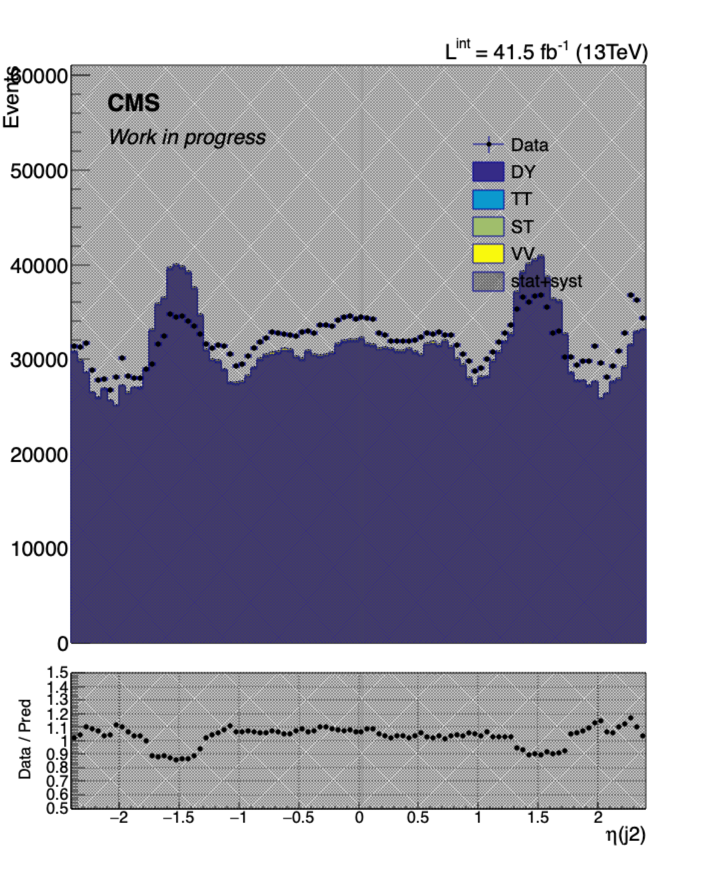 L^int = 41.5 fb^-1 (13TeV)
Events
60000
CMS
Work in progress
50000
40000
30000
20000
10000
0
Data
DY
TT
ST
VV
stat+syst
Data / Pred
1.5
1.4
1.3
1.2
1.1
1
0.9
0.8
0.7
0.6
0.5
−2 −1.5 −1 −0.5 0 0.5 1 1.5 2
η(j2)